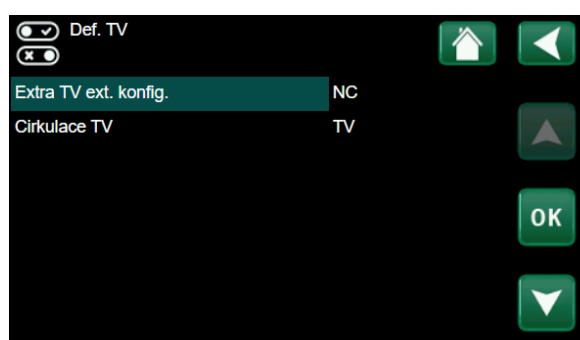 Def. TV
Extra TV ext. konfig. NC
Cirkulace TV TV
OK